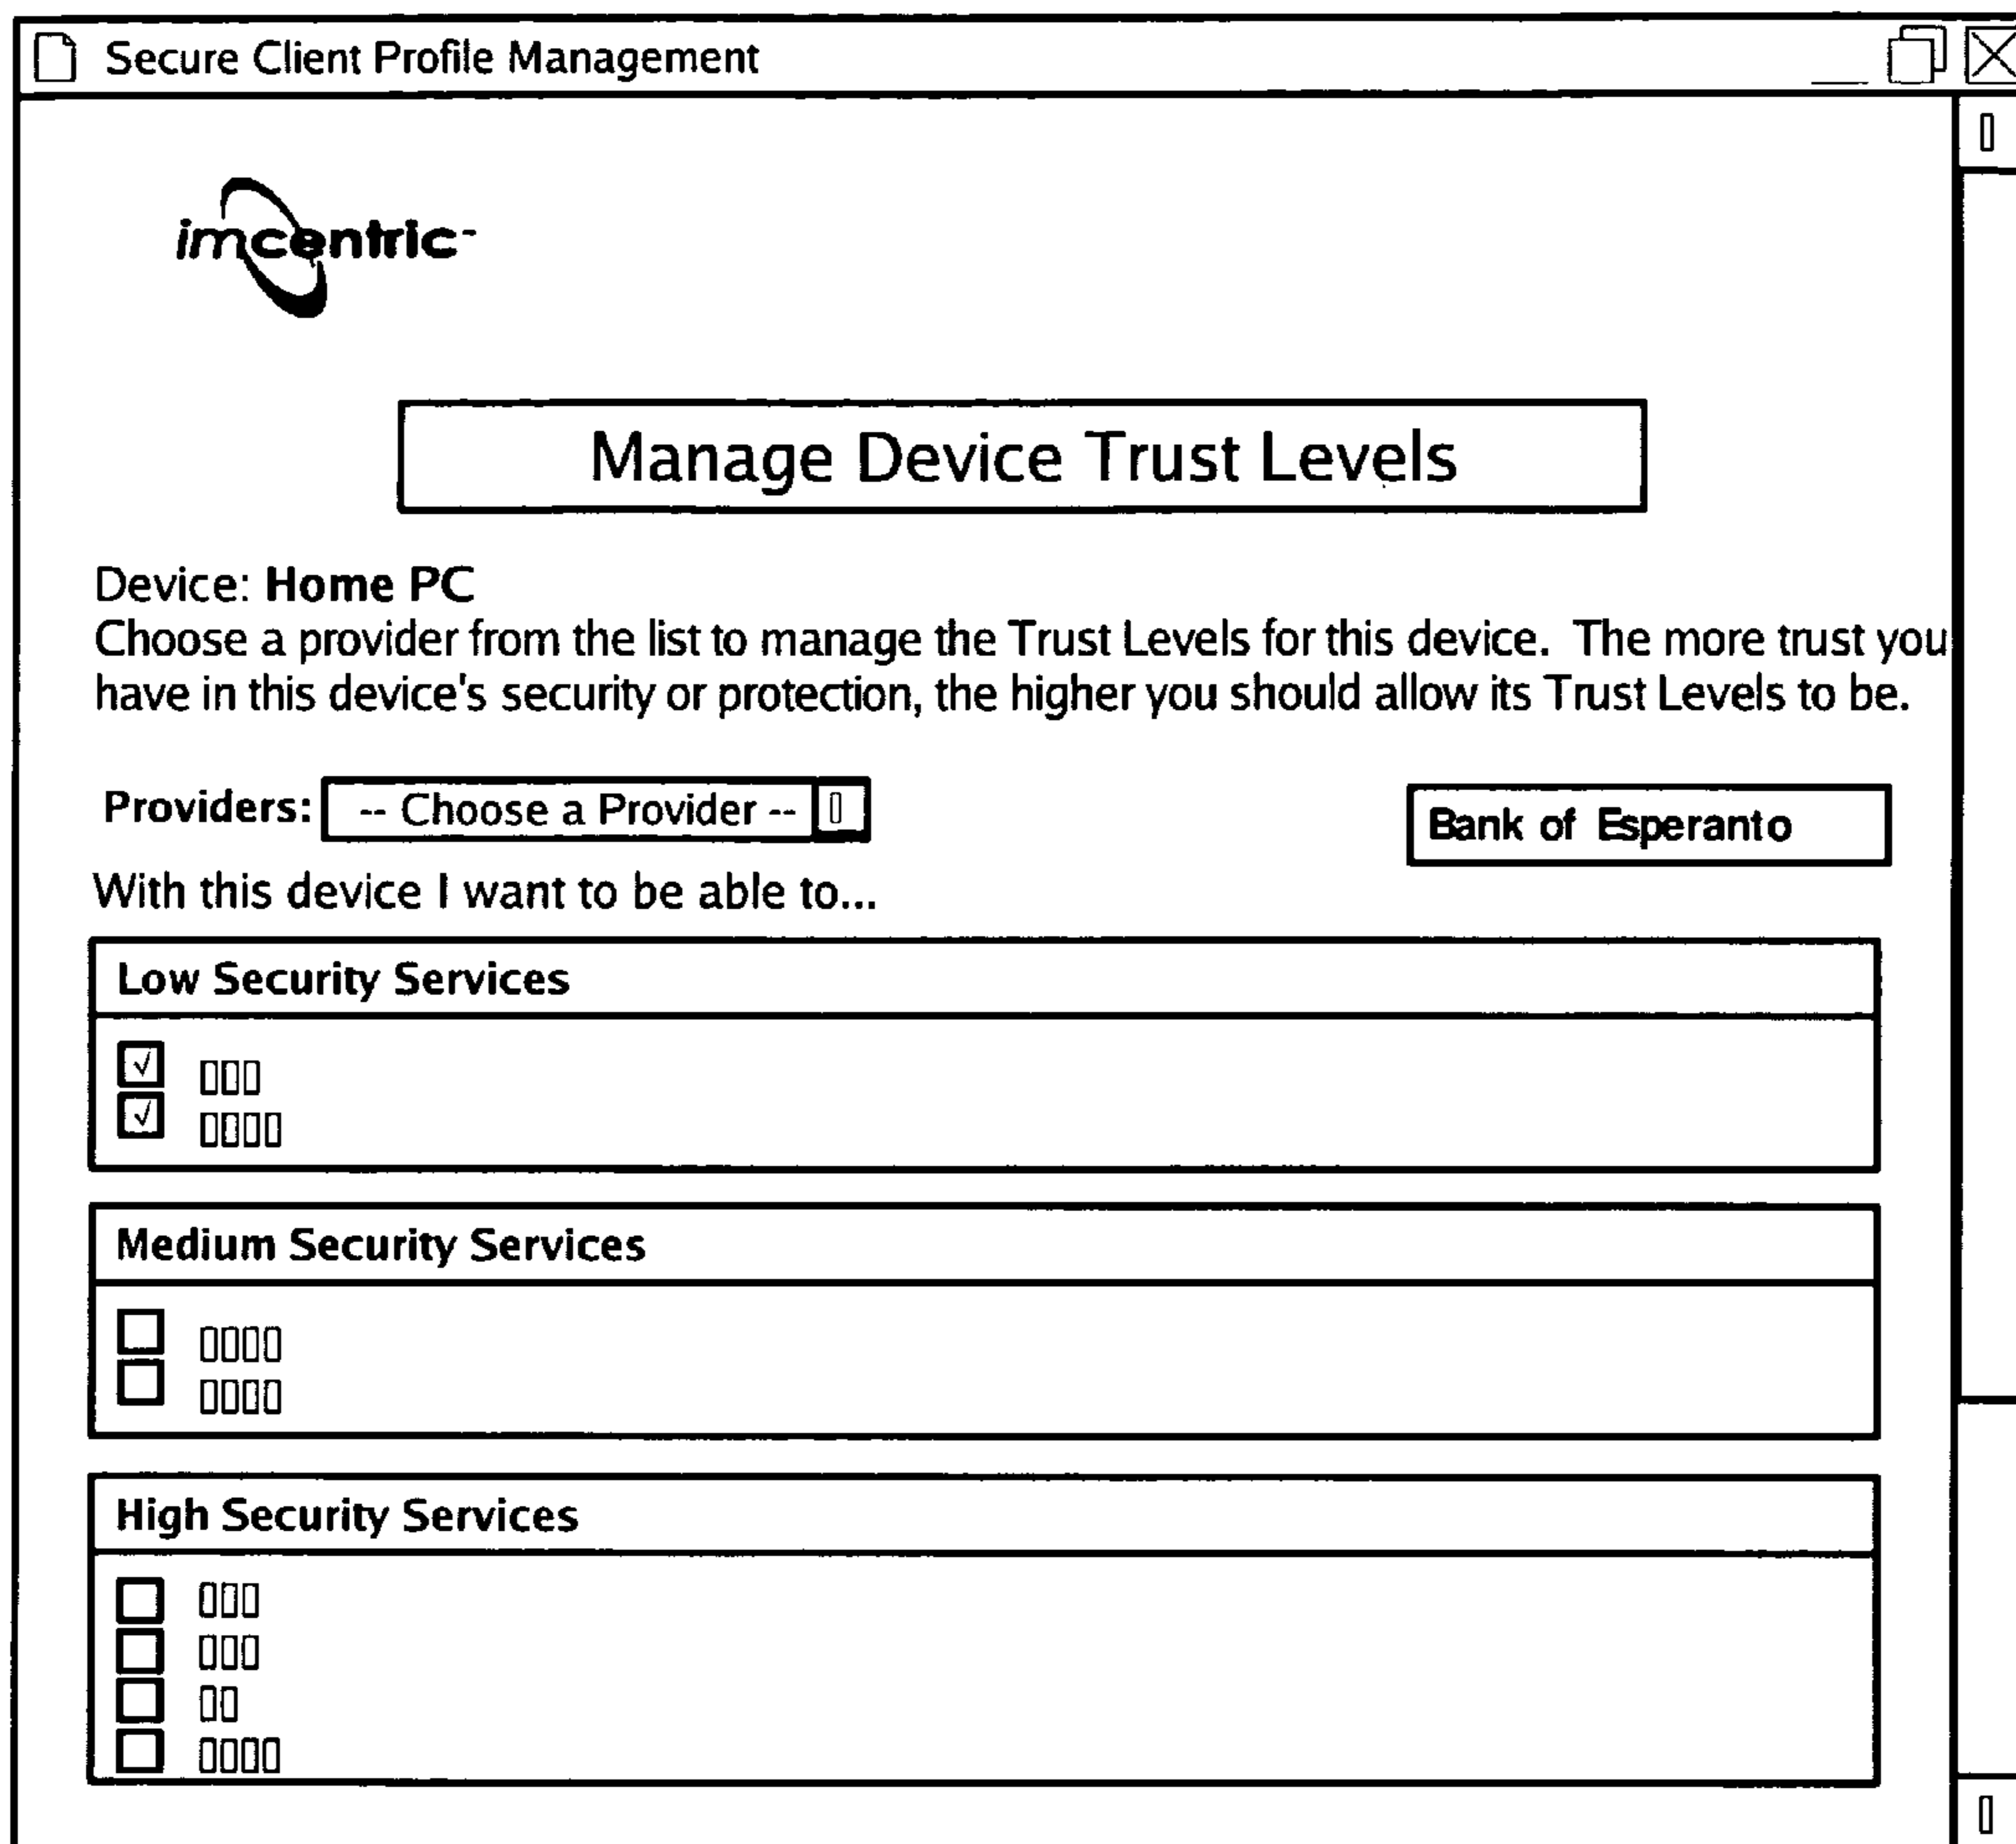 Secure Client Profile Management
imcentric
Manage Device Trust Levels
Device: Home PC
Choose a provider from the list to manage the Trust Levels for this device. The more trust you
have in this device's security or protection, the higher you should allow its Trust Levels to be.
Providers: -- Choose a Provider --
Bank of Esperanto
With this device I want to be able to...
Low Security Services
Medium Security Services
High Security Services